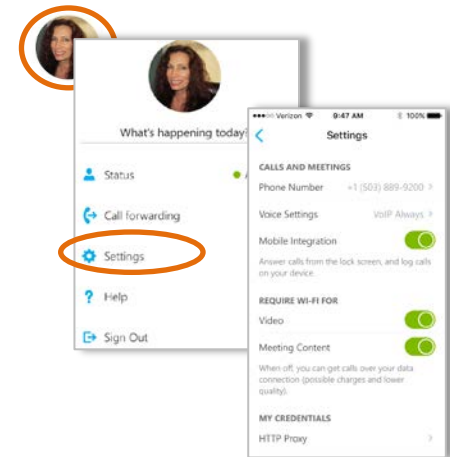 What's happening today?
Status
Call forwarding
Settings
Help
Sign Out
Verizon 9:47 AM 100%
Settings
CALLS AND MEETINGS
Phone Number +1 (503) 889-9200
Voice Settings VoIP Always
Mobile Integration
Answer calls from the lock screen, and log calls
on your device.
REQUIRE WI-FI FOR
Video
Meeting Content
When off, you can get calls over your data
connection (possible charges and lower
quality).
MY CREDENTIALS
HTTP Proxy